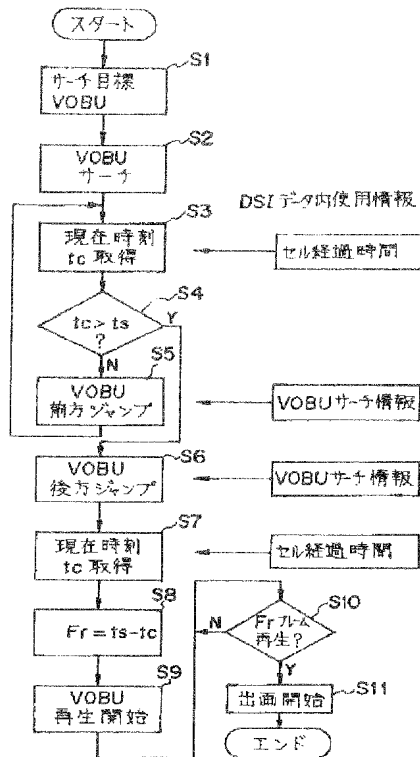 スタート
S1
サーチ目標
VOBU
S2
VOBU
サーチ
DSIデータ内使用情報
S3
現在時刻
tc 取得
セル経過時間
S4
tc > ts
?
Y
N
S5
VOBU
前方ジャンプ
VOBUサーチ情報
S6
VOBU
後方ジャンプ
VOBUサーチ情報
S7
現在時刻
tc 取得
セル経過時間
S8
Fr = ts-tc
S9
VOBU
再生開始
S10
Frフレーム
再生?
N
Y
S11
出画開始
エンド